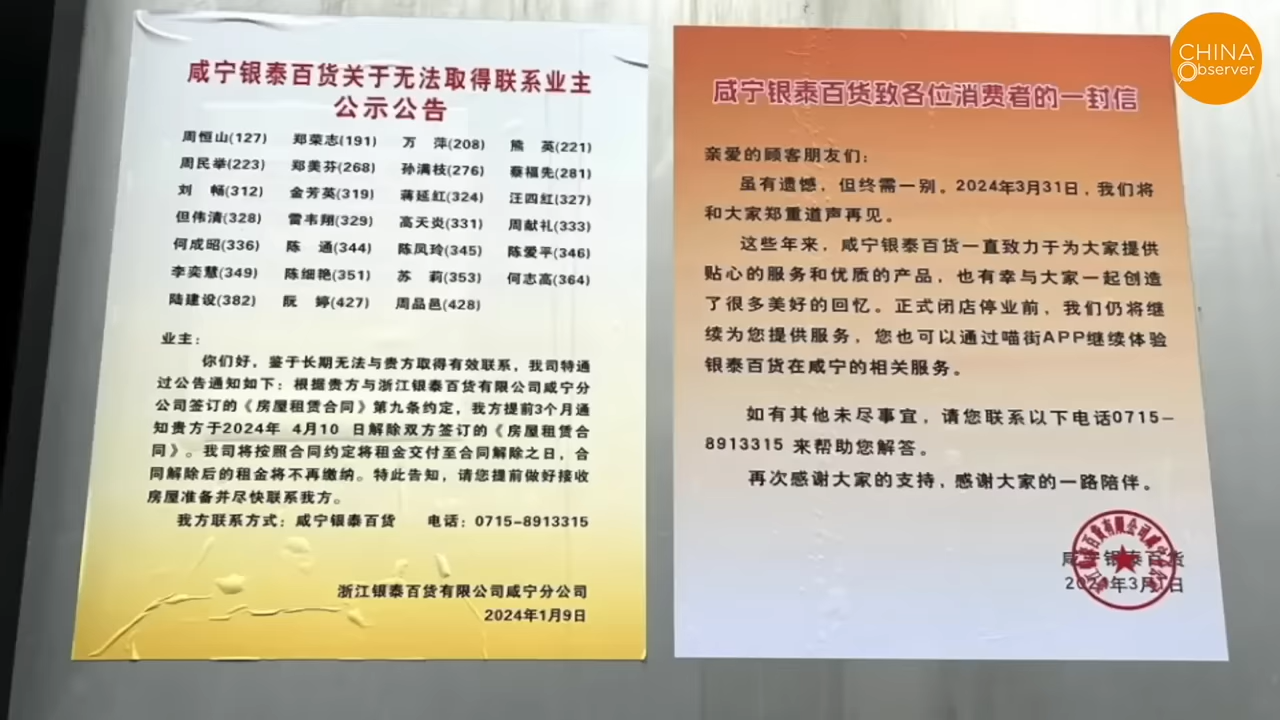 咸宁银泰百货关于无法取得联系业主
公示公告
周恒山(127) 郑荣志(191) 万 萍(208) 熊 英(221)
周民举(223) 郑美芬(268) 孙满枝(276) 蔡福先(281)
刘 畅(312) 金芳英(319) 蒋延红(324) 汪四红(327)
但伟清(328) 雷韦翔(329) 高天炎(331) 周献礼(333)
何成昭(336) 陈 通(344) 陈凤玲(345) 陈爱平(346)
李奕慧(349) 陈细艳(351) 苏 莉(353) 何志高(364)
陆建设(382) 阮 婷(427) 周品邑(428)
业主：
你们好，鉴于长期无法与贵方取得有效联系，我司特通
过公告通知如下：根据贵方与浙江银泰百货有限公司咸宁分
公司签订的《房屋租赁合同》第九条约定，我方提前3个月通
知贵方于2024年 4月10 日解除双方签订的《房屋租赁合
同》。我司将按照合同约定将租金交付至合同解除之日，合
同解除后的租金将不再缴纳。特此告知，请您提前做好接收
房屋准备并尽快联系我方。
我方联系方式：咸宁银泰百货 电话：0715-8913315
浙江银泰百货有限公司咸宁分公司
2024年1月9日
咸宁银泰百货致各位消费者的一封信
亲爱的顾客朋友们：
虽有遗憾，但终需一别。2024年3月31日，我们将
和大家郑重道声再见。
这些年来，咸宁银泰百货一直致力于为大家提供
贴心的服务和优质的产品，也有幸与大家一起创造
了很多美好的回忆。正式闭店停业前，我们仍将继
续为您提供服务，您也可以通过喵街APP继续体验
银泰百货在咸宁的相关服务。
如有其他未尽事宜，请您联系以下电话0715-
8913315 来帮助您解答。
再次感谢大家的支持，感谢大家的一路陪伴。
咸宁银泰百货
CHINA
Observer